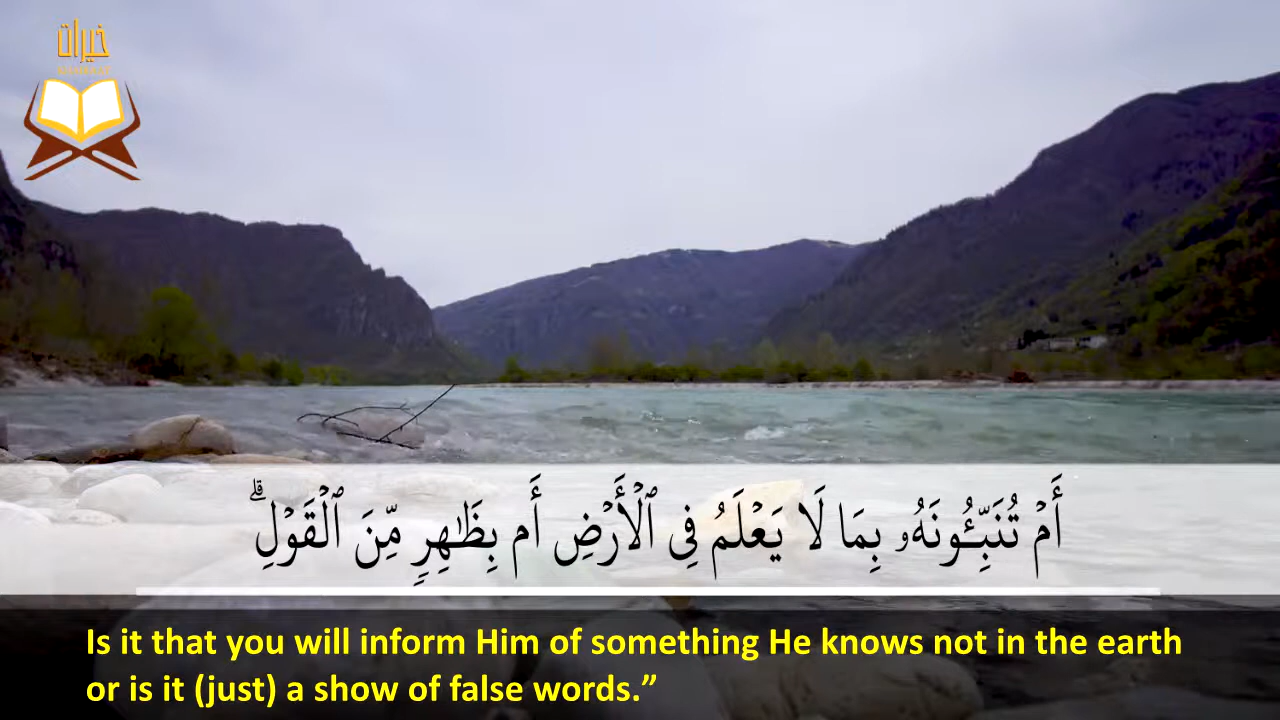 خيرات
أَمْ تُنَبِّـُٔونَهُۥ بِمَا لَا يَعْلَمُ فِى ٱلْأَرْضِ أَم بِظَـٰهِرٍ مِّنَ ٱلْقَوْلِ ۗ
Is it that you will inform Him of something He knows not in the earth
or is it (just) a show of false words.”